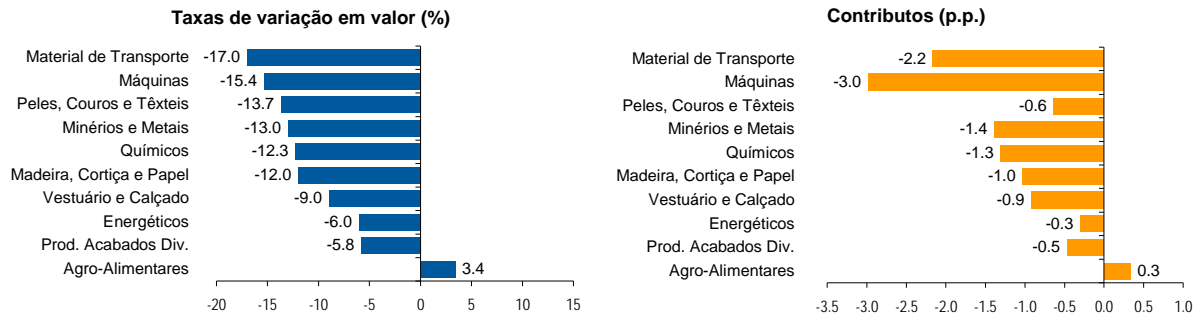 Taxas de variação em valor (%)
Material de Transporte -17.0
Máquinas -15.4
Peles, Couros e Têxteis -13.7
Minérios e Metais -13.0
Químicos -12.3
Madeira, Cortiça e Papel -12.0
Vestuário e Calçado -9.0
Energéticos -6.0
Prod. Acabados Div. -5.8
Agro-Alimentares 3.4
-20 -15 -10 -5 0 5 10 15
Contributos (p.p.)
Material de Transporte -2.2
Máquinas -3.0
Peles, Couros e Têxteis -0.6
Minérios e Metais -1.4
Químicos -1.3
Madeira, Cortiça e Papel -1.0
Vestuário e Calçado -0.9
Energéticos -0.3
Prod. Acabados Div. -0.5
Agro-Alimentares 0.3
-3.5 -3.0 -2.5 -2.0 -1.5 -1.0 -0.5 0.0 0.5 1.0